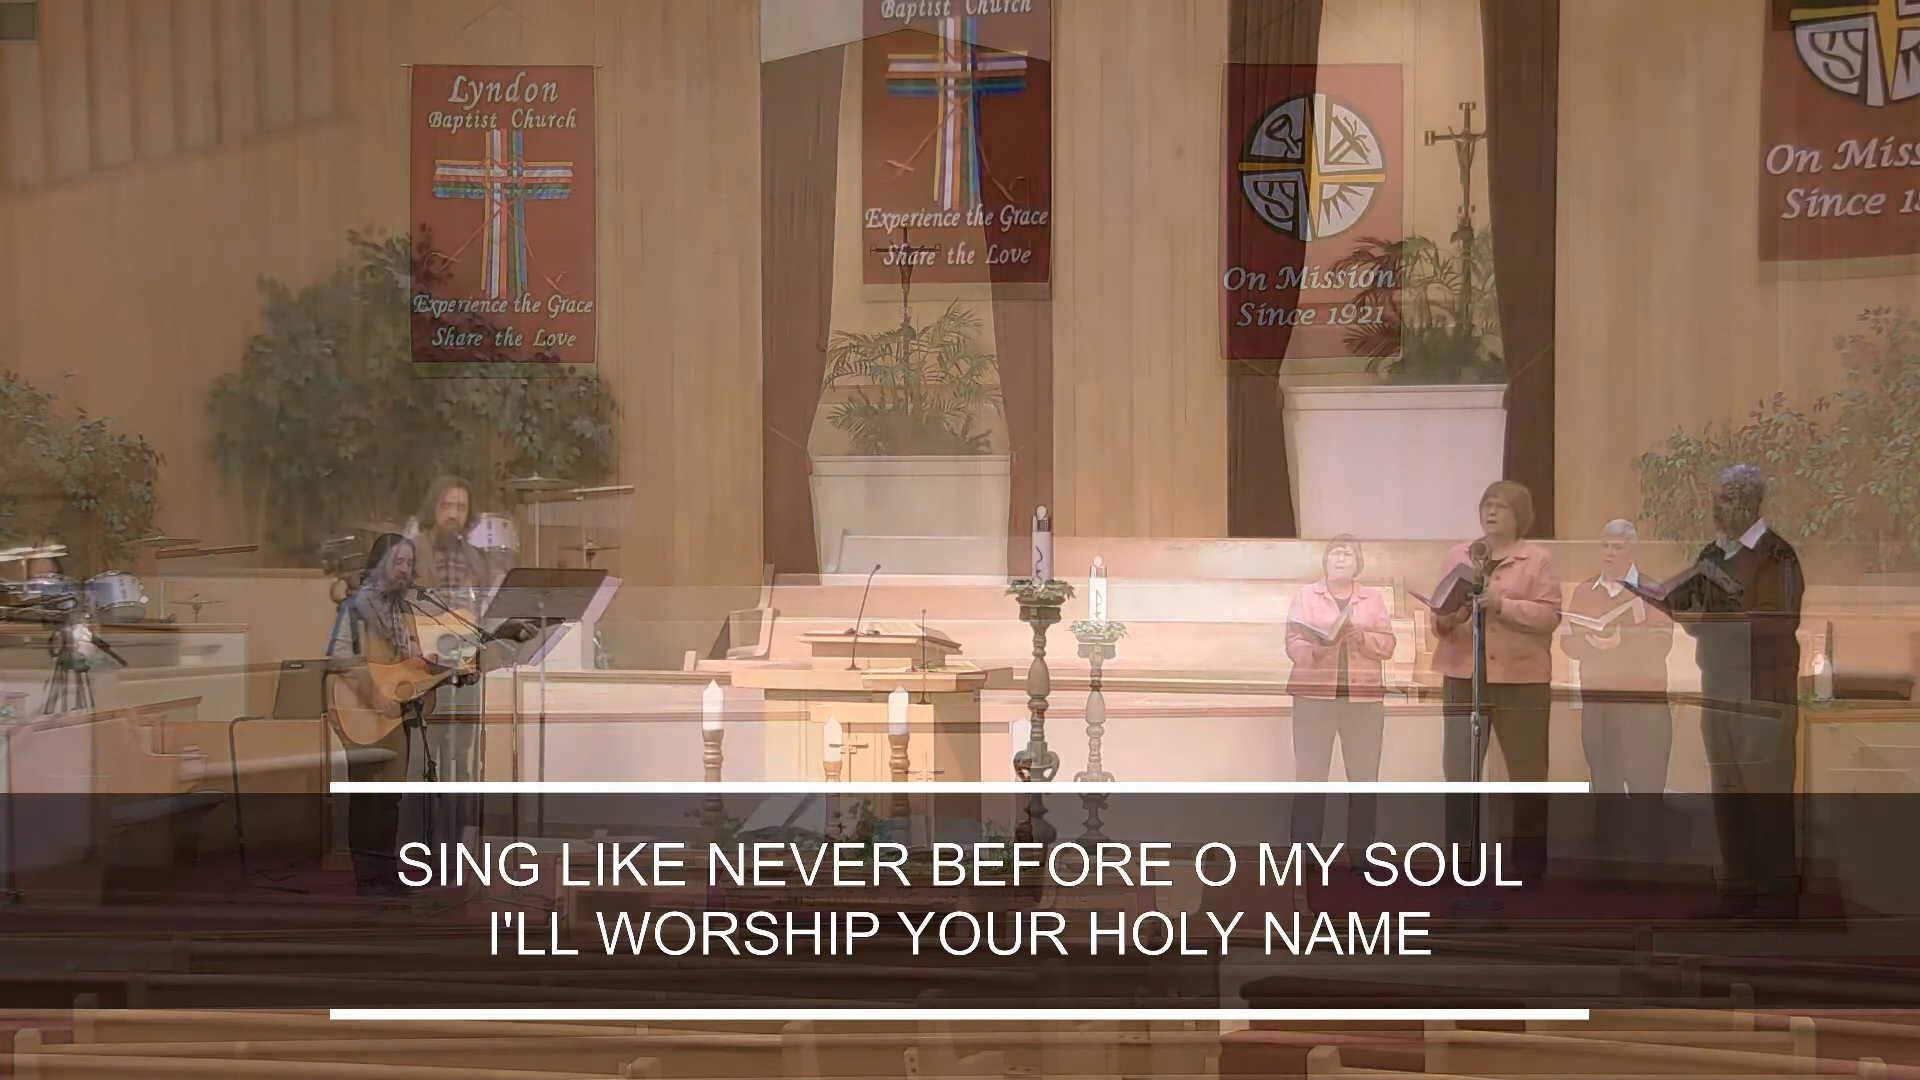 Lyndon
Baptist Church
Experience the Grace
Share the Love
Baptist Church
Experience the Grace
Share the Love
On Mission
Since 1921
On Miss
Since 1
SING LIKE NEVER BEFORE O MY SOUL
I'LL WORSHIP YOUR HOLY NAME